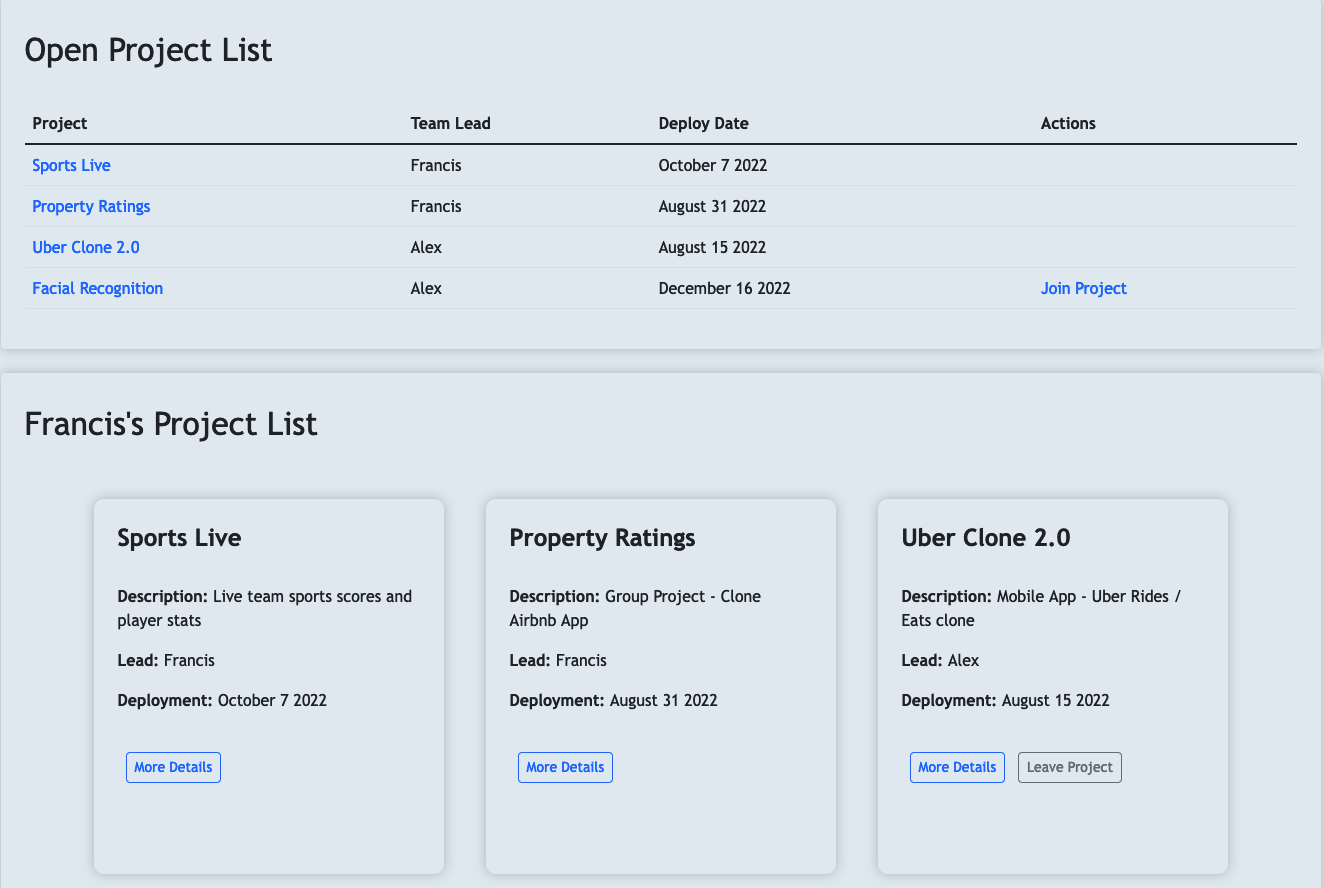 Open Project List
Project Team Lead Deploy Date Actions
Sports Live Francis October 7 2022
Property Ratings Francis August 31 2022
Uber Clone 2.0 Alex August 15 2022
Facial Recognition Alex December 16 2022 Join Project
Francis's Project List
Sports Live
Description: Live team sports scores and
player stats
Lead: Francis
Deployment: October 7 2022
More Details
Property Ratings
Description: Group Project - Clone
Airbnb App
Lead: Francis
Deployment: August 31 2022
More Details
Uber Clone 2.0
Description: Mobile App - Uber Rides /
Eats clone
Lead: Alex
Deployment: August 15 2022
More Details Leave Project